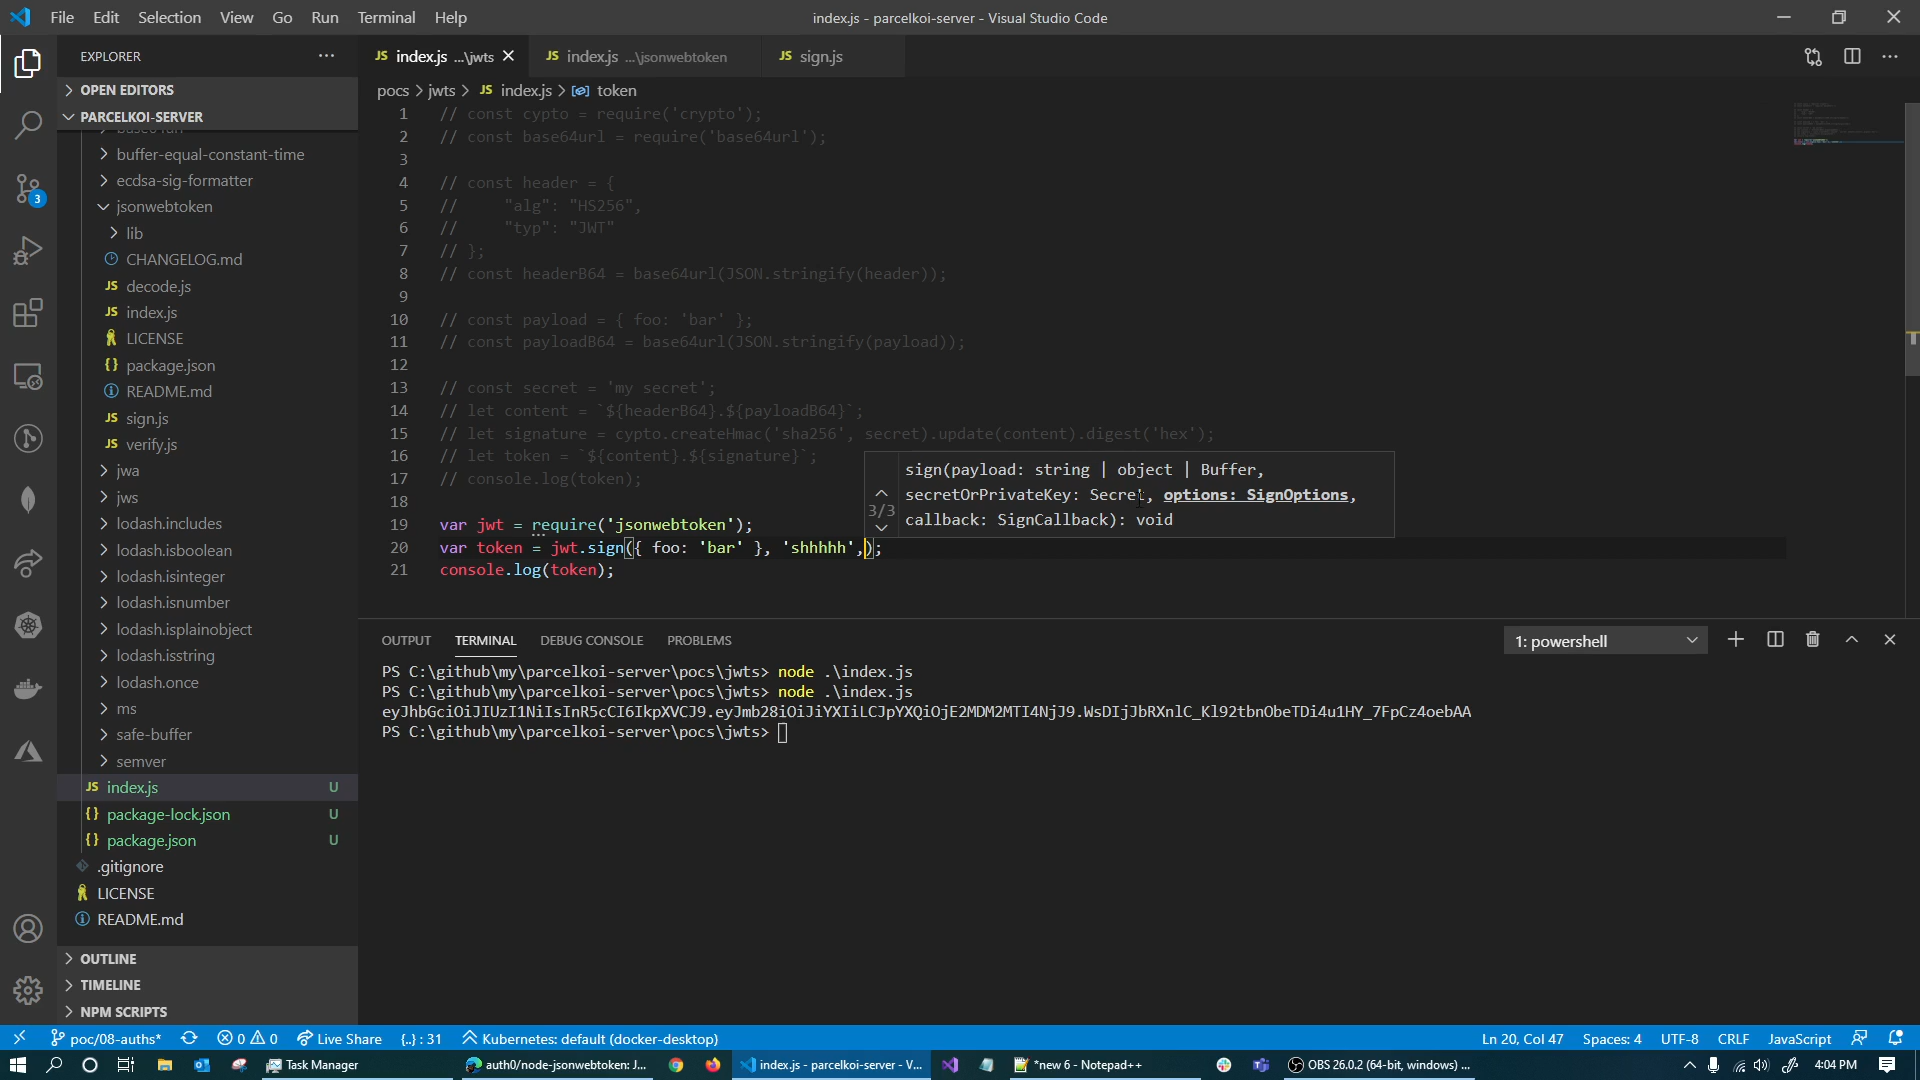 File Edit Selection View Go Run Terminal Help
index.js - parcelkoi-server - Visual Studio Code
EXPLORER
OPEN EDITORS
PARCELKOI-SERVER
buffer-equal-constant-time
ecdsa-sig-formatter
jsonwebtoken
lib
CHANGELOG.md
JS decode.js
JS index.js
LICENSE
{} package.json
README.md
JS sign.js
JS verify.js
jwa
jws
lodash.includes
lodash.isboolean
lodash.isinteger
lodash.isnumber
lodash.isplainobject
lodash.isstring
lodash.once
ms
safe-buffer
semver
JS index.js U
{} package-lock.json U
{} package.json U
.gitignore
LICENSE
README.md
OUTLINE
TIMELINE
NPM SCRIPTS
3
JS index.js ...\jwts JS index.js ...\jsonwebtoken JS sign.js
pocs > jwts > JS index.js > token
1 // const cypto = require('crypto');
2 // const base64url = require('base64url');
3
4 // const header = {
5 // "alg": "HS256",
6 // "typ": "JWT"
7 // };
8 // const headerB64 = base64url(JSON.stringify(header));
9
10 // const payload = { foo: 'bar' };
11 // const payloadB64 = base64url(JSON.stringify(payload));
12
13 // const secret = 'my secret';
14 // let content = `${headerB64}.${payloadB64}`;
15 // let signature = cypto.createHmac('sha256', secret).update(content).digest('hex');
16 // let token = `${content}.${signature}`;
17 // console.log(token);
18
19 var jwt = require('jsonwebtoken');
20 var token = jwt.sign({ foo: 'bar' }, 'shhhhh',);
21 console.log(token);
sign(payload: string | object | Buffer,
secretOrPrivateKey: Secret, options: SignOptions,
3/3
callback: SignCallback): void
OUTPUT TERMINAL DEBUG CONSOLE PROBLEMS
1: powershell
PS C:\github\my\parcelkoi-server\pocs\jwts> node .\index.js
PS C:\github\my\parcelkoi-server\pocs\jwts> node .\index.js
eyJhbGciOiJIUzI1NiIsInR5cCI6IkpXVCJ9.eyJmb28iOiJiYXIiLCJpYXQiOjE2MDM2MTI4NjJ9.WsDIjJbRXnlC_Kl92tbnObeTDi4u1HY_7FpCz4oebAA
PS C:\github\my\parcelkoi-server\pocs\jwts>
poc/08-auths* 0 0 Live Share {..} : 31 Kubernetes: default (docker-desktop)
Ln 20, Col 47 Spaces: 4 UTF-8 CRLF JavaScript
Task Manager
auth0/node-jsonwebtoken: J...
index.js - parcelkoi-server - V...
*new 6 - Notepad++
OBS 26.0.2 (64-bit, windows) ...
4:04 PM